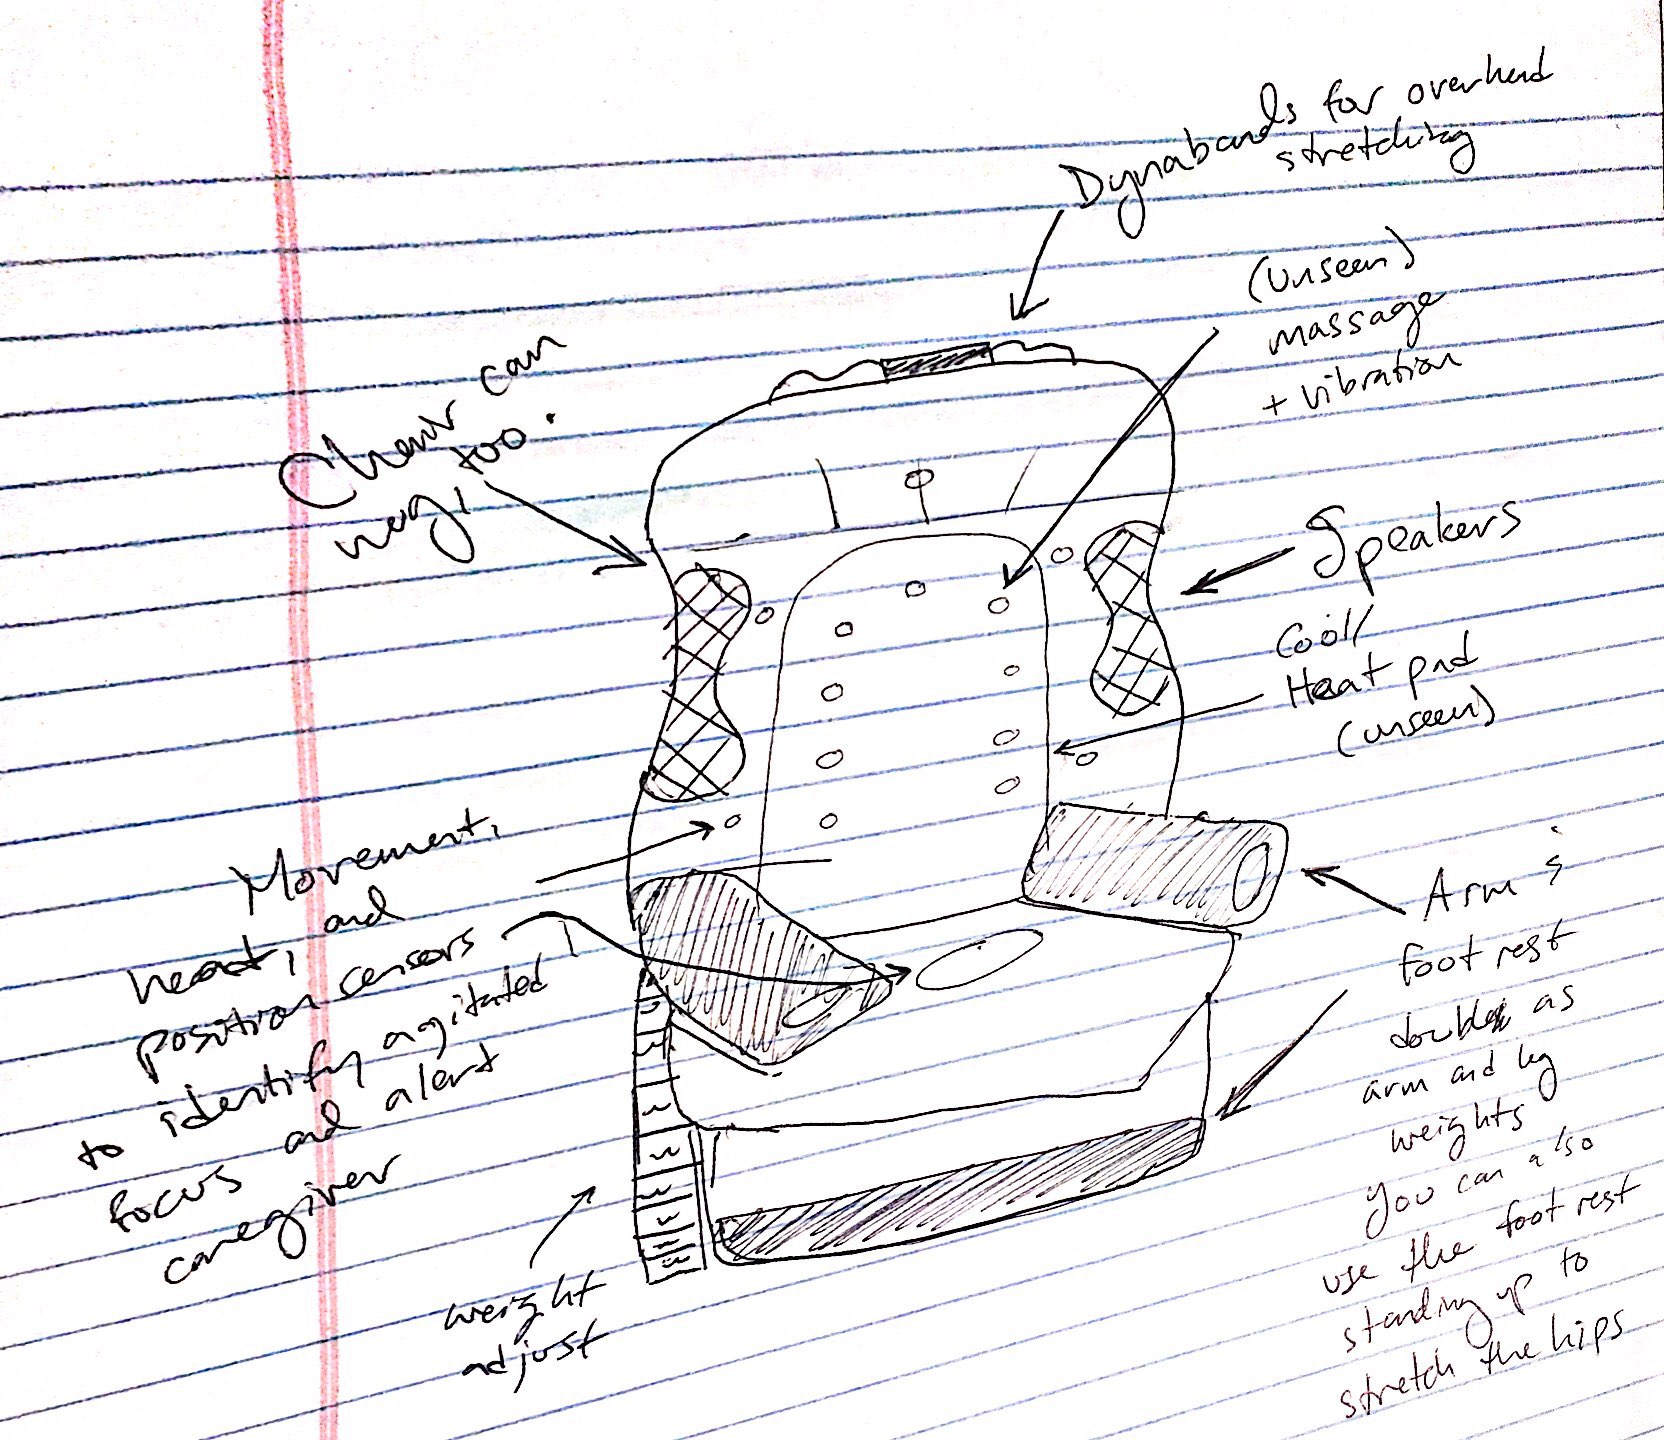 Dynabands for overhead
stretching
(unseen)
massage
+ vibration
Chair can
hug, too.
Speakers
Cool/
Heat pad
(unseen)
Movement,
heart, and
position sensors
to identify agitated
focus and alert
caregiver
Arm &
foot rest
doubles as
arm and leg
weights
you can also
use the foot rest
standing up to
stretch the hips
weight
adjust